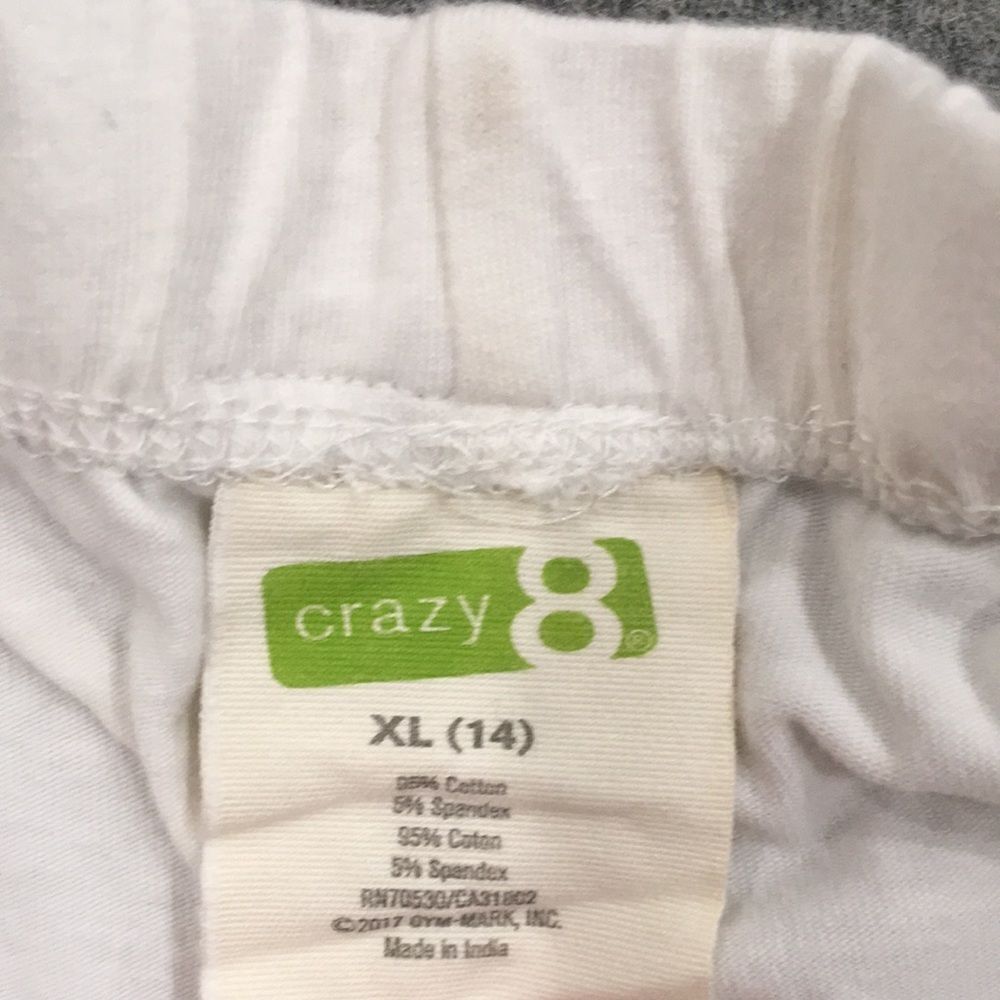 crazy 8®
XL (14)
95% Cotton
5% Spandex
95% Coton
5% Spandex
RN70530/CA31802
©2017 GYM-MARK, INC.
Made in India